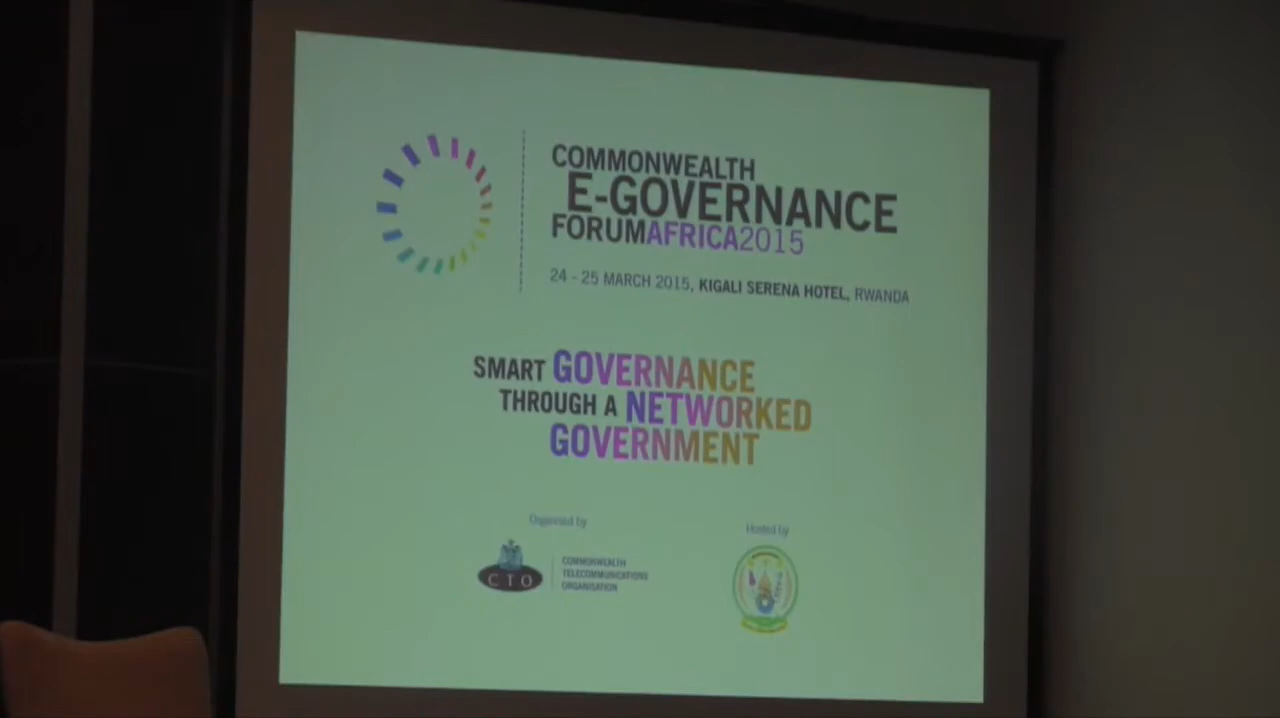 COMMONWEALTH
E-GOVERNANCE
FORUMAFRICA2015
24 - 25 MARCH 2015, KIGALI SERENA HOTEL, RWANDA
SMART GOVERNANCE
THROUGH A NETWORKED
GOVERNMENT
Organised by
Hosted by
CTO
COMMONWEALTH
TELECOMMUNICATIONS
ORGANISATION